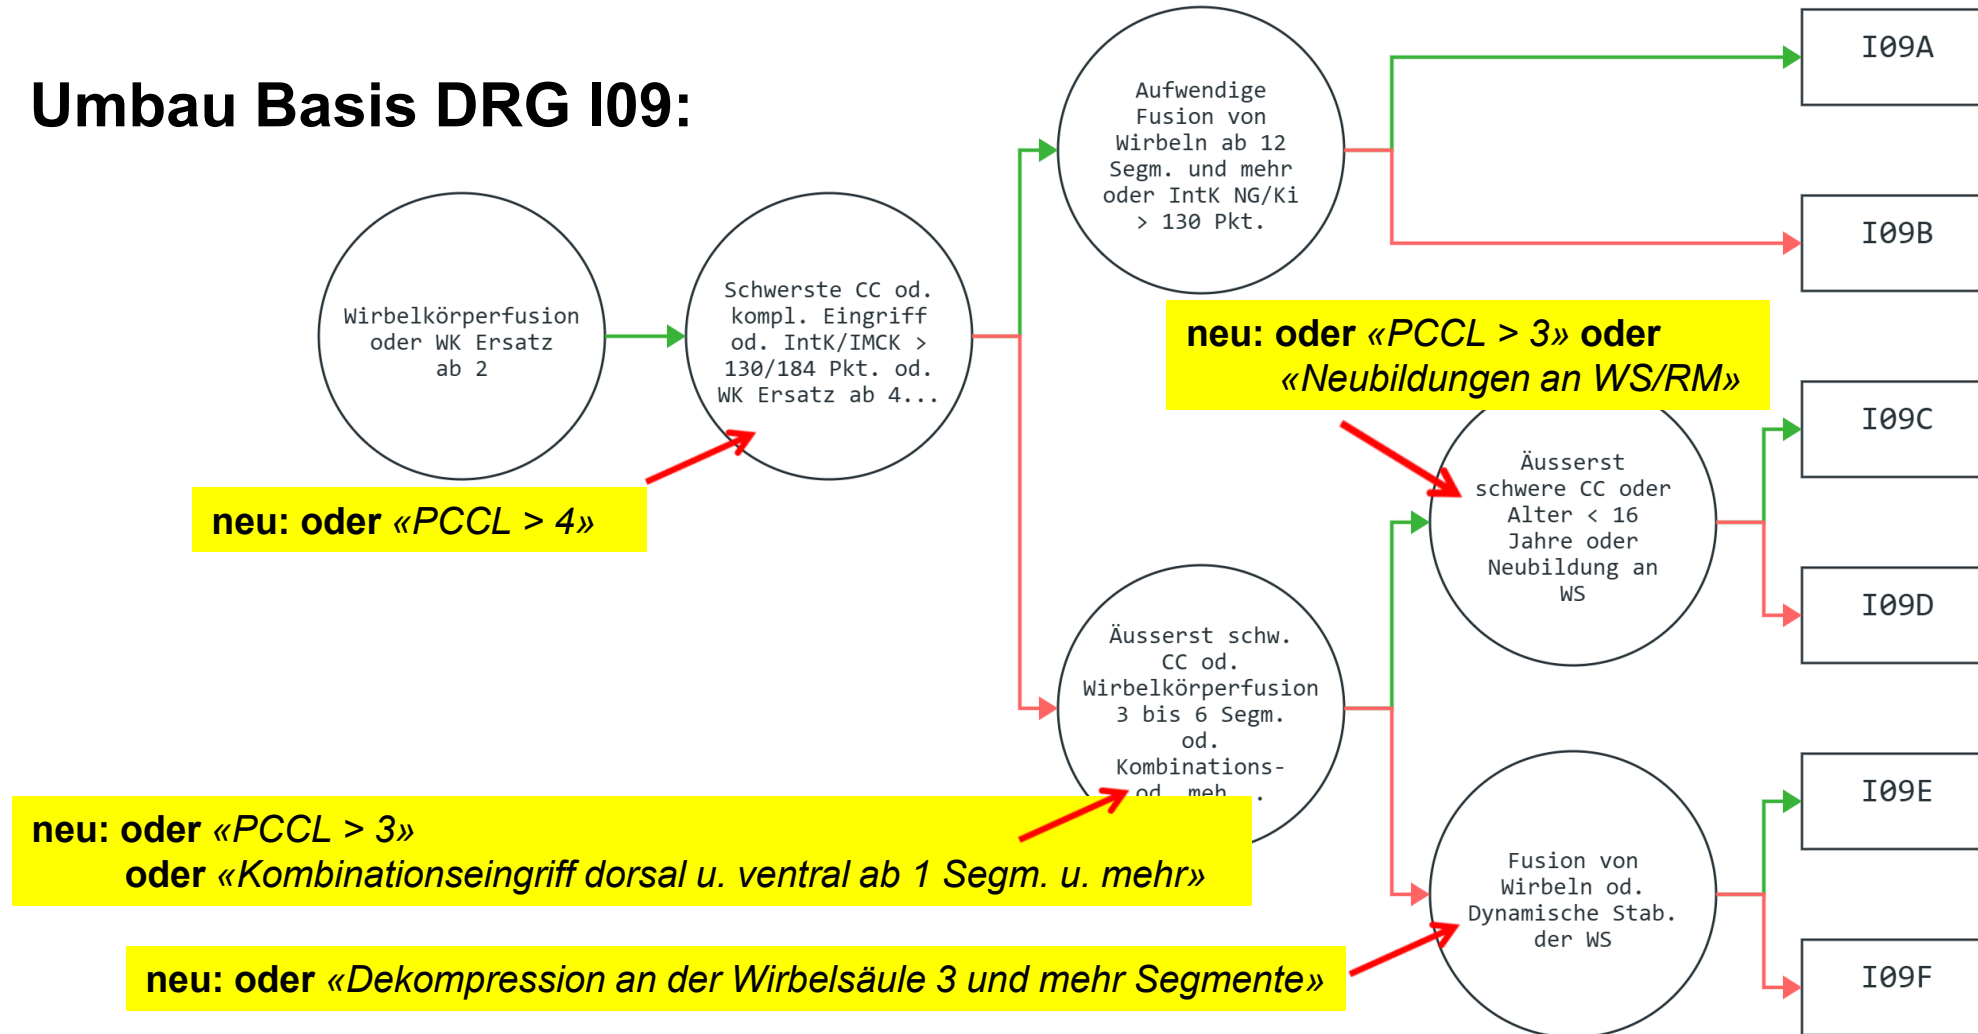 Umbau Basis DRG I09:
Wirbelkörperfusion
oder WK Ersatz
ab 2
Schwerste CC od.
kompl. Eingriff
od. IntK/IMCK >
130/184 Pkt. od.
WK Ersatz ab 4...
neu: oder «PCCL > 4»
Aufwendige
Fusion von
Wirbeln ab 12
Segm. und mehr
oder IntK NG/Ki
> 130 Pkt.
I09A
I09B
neu: oder «PCCL > 3» oder
«Neubildungen an WS/RM»
Äusserst
schwere CC oder
Alter < 16
Jahre oder
Neubildung an
WS
I09C
I09D
Äusserst schw.
CC od.
Wirbelkörperfusion
3 bis 6 Segm.
od.
Kombinations-
od. meh...
neu: oder «PCCL > 3»
oder «Kombinationseingriff dorsal u. ventral ab 1 Segm. u. mehr»
Fusion von
Wirbeln od.
Dynamische Stab.
der WS
neu: oder «Dekompression an der Wirbelsäule 3 und mehr Segmente»
I09E
I09F